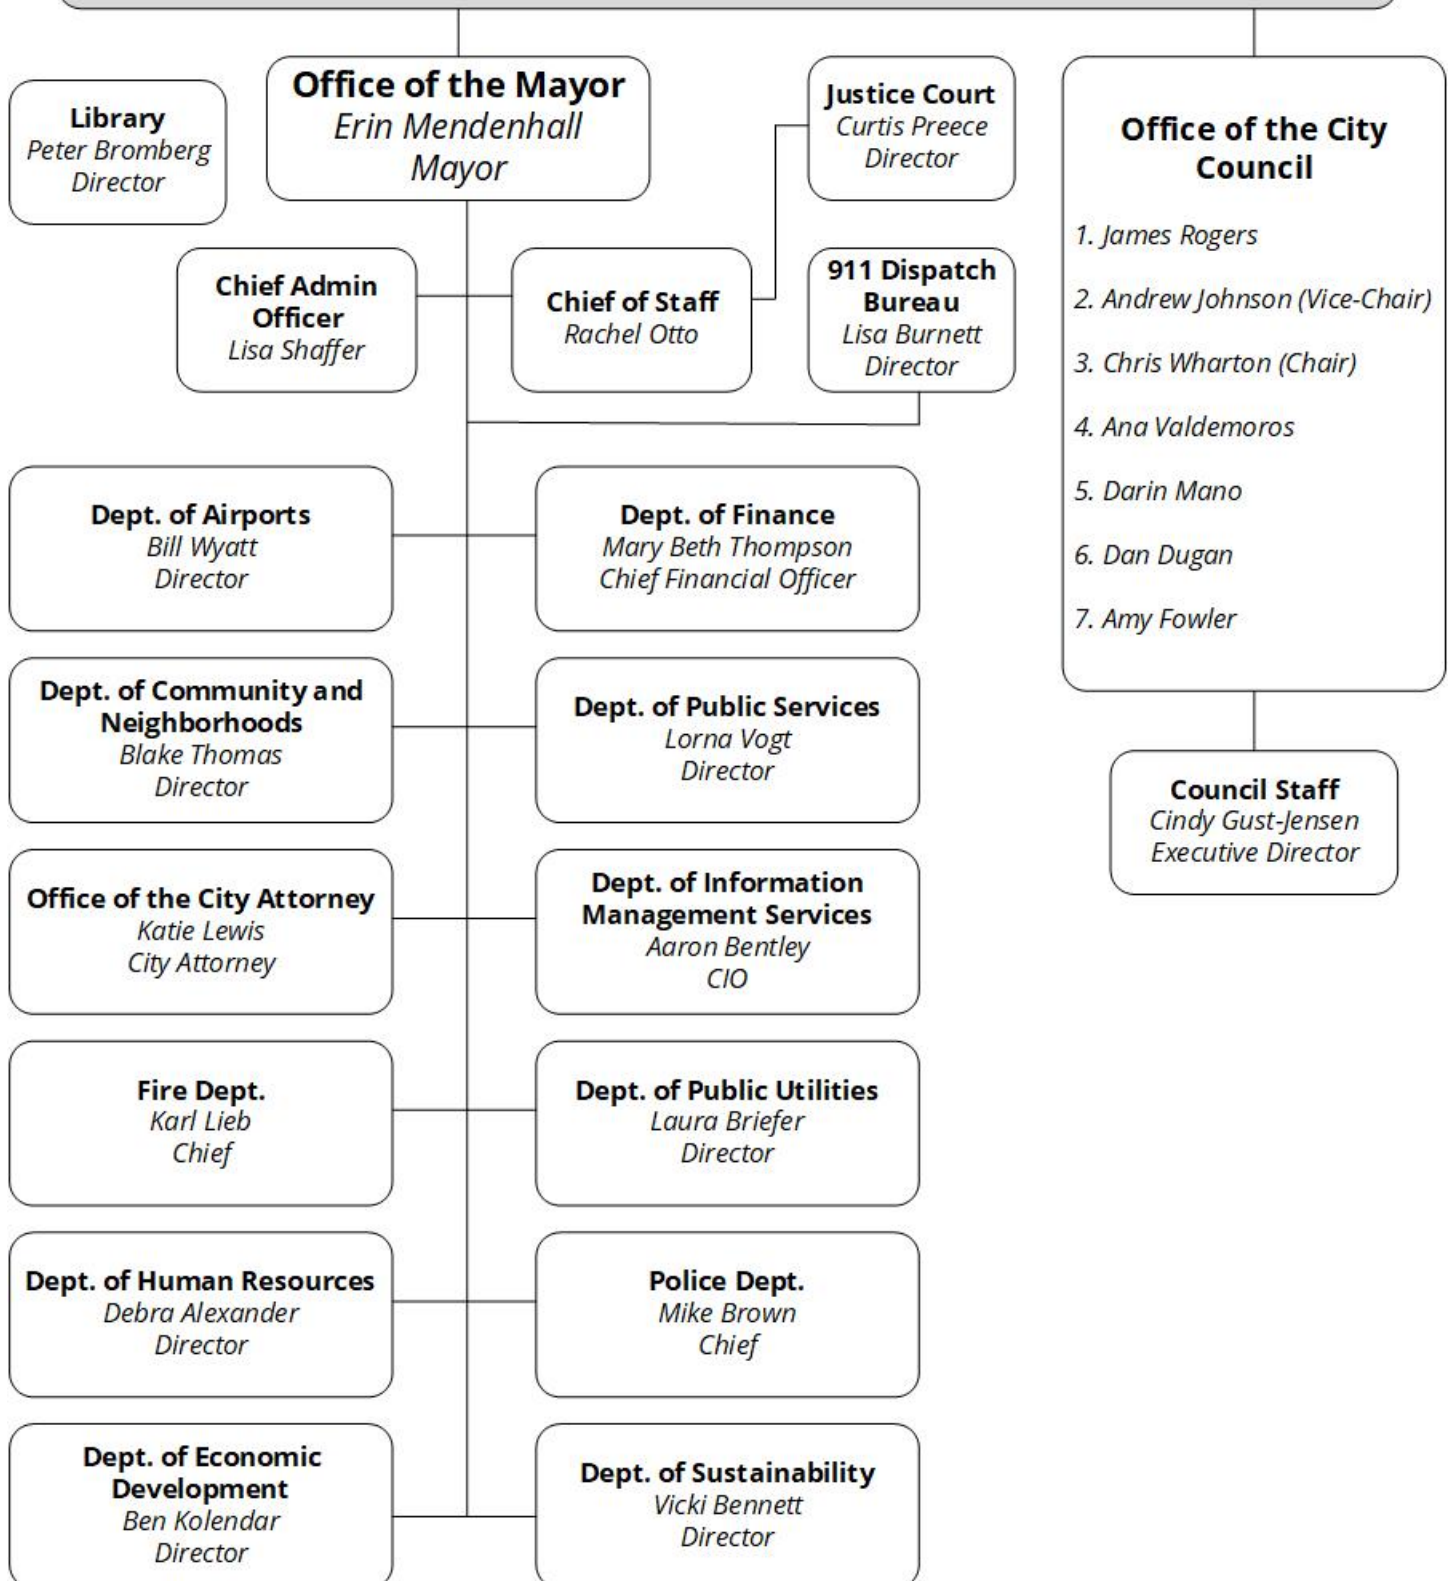 Library
Peter Bromberg
Director
Office of the Mayor
Erin Mendenhall
Mayor
Justice Court
Curtis Preece
Director
Office of the City
Council
1. James Rogers
2. Andrew Johnson (Vice-Chair)
3. Chris Wharton (Chair)
4. Ana Valdemoros
5. Darin Mano
6. Dan Dugan
7. Amy Fowler
Chief Admin
Officer
Lisa Shaffer
Chief of Staff
Rachel Otto
911 Dispatch
Bureau
Lisa Burnett
Director
Dept. of Airports
Bill Wyatt
Director
Dept. of Finance
Mary Beth Thompson
Chief Financial Officer
Dept. of Community and
Neighborhoods
Blake Thomas
Director
Dept. of Public Services
Lorna Vogt
Director
Council Staff
Cindy Gust-Jensen
Executive Director
Office of the City Attorney
Katie Lewis
City Attorney
Dept. of Information
Management Services
Aaron Bentley
CIO
Fire Dept.
Karl Lieb
Chief
Dept. of Public Utilities
Laura Briefer
Director
Dept. of Human Resources
Debra Alexander
Director
Police Dept.
Mike Brown
Chief
Dept. of Economic
Development
Ben Kolendar
Director
Dept. of Sustainability
Vicki Bennett
Director